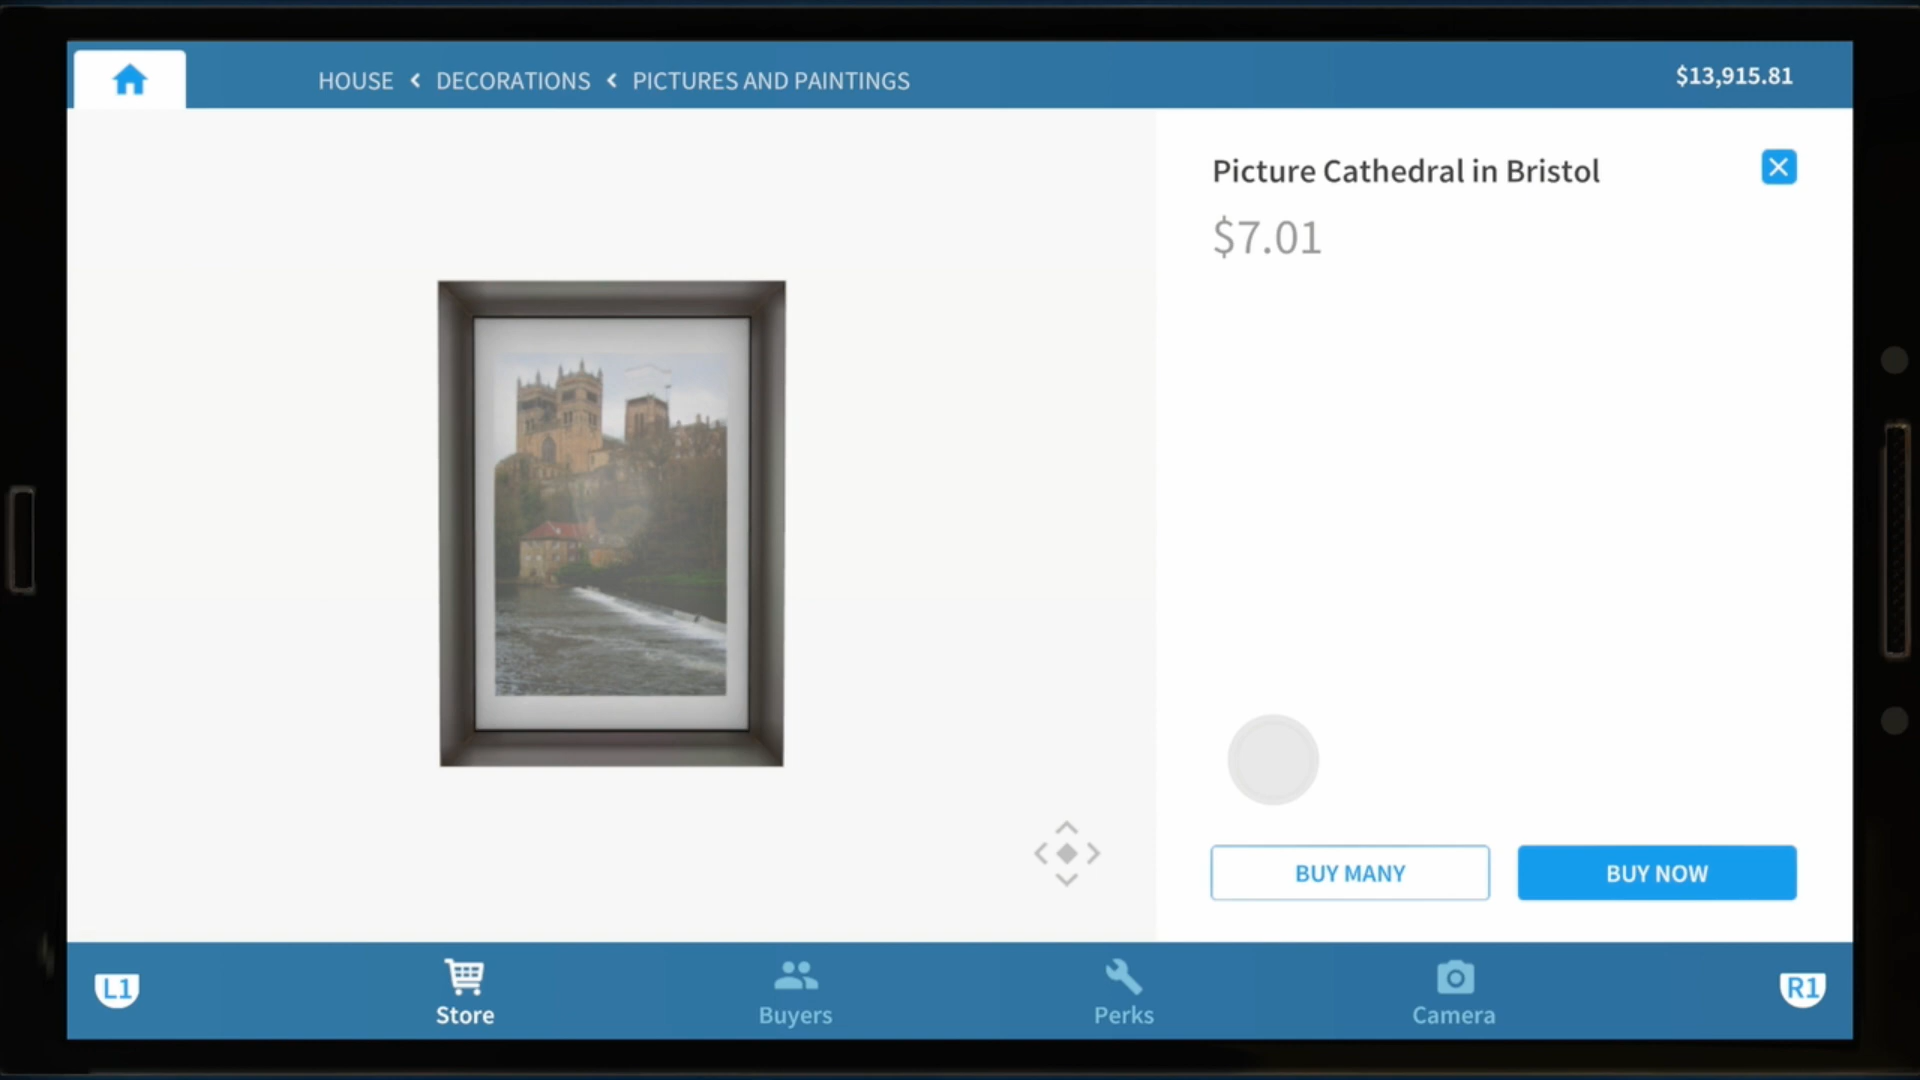 HOUSE < DECORATIONS < PICTURES AND PAINTINGS
$13,915.81
Picture Cathedral in Bristol
$7.01
BUY MANY
BUY NOW
L1
Store
Buyers
Perks
Camera
R1